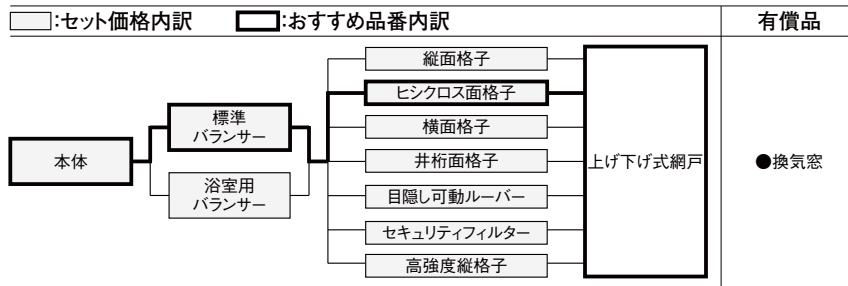 :セット価格内訳 :おすすめ品番内訳 有償品
本体
標準
バランサー
浴室用
バランサー
縦面格子
ヒシクロス面格子
横面格子
井桁面格子
目隠し可動ルーバー
セキュリティフィルター
高強度縦格子
上げ下げ式網戸
●換気窓